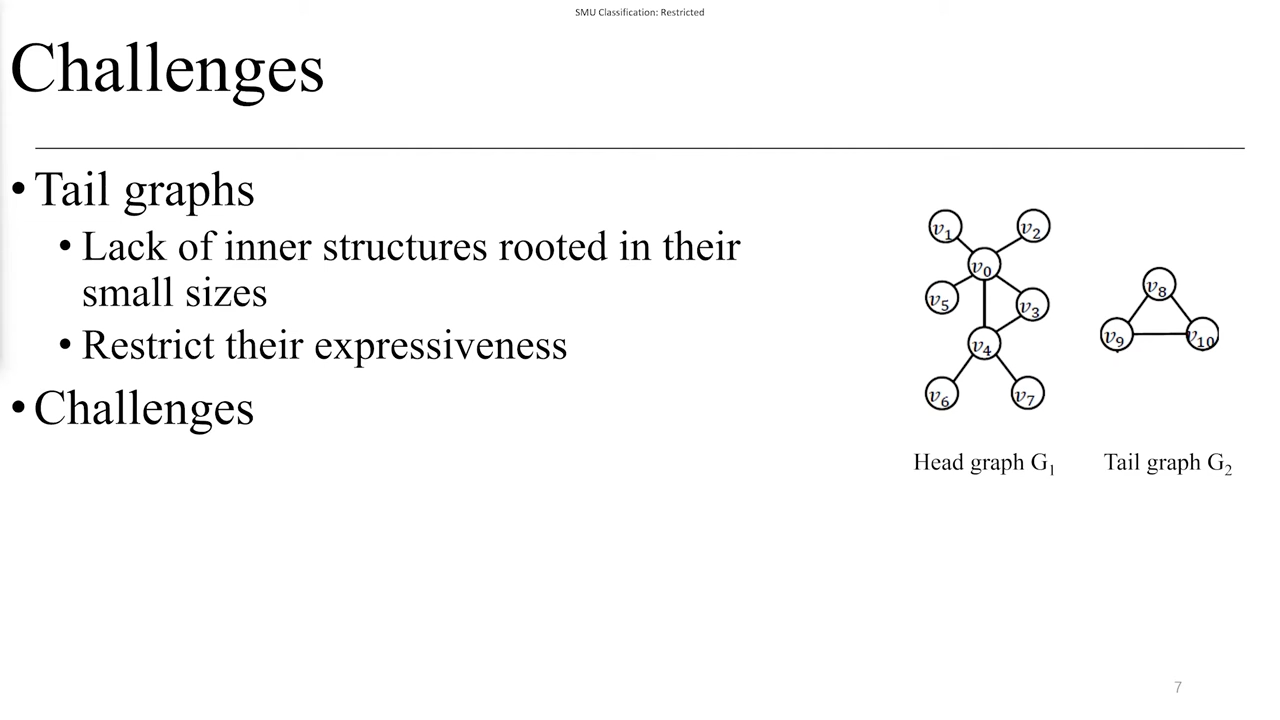 SMU Classification: Restricted
Challenges
• Tail graphs
• Lack of inner structures rooted in their
small sizes
• Restrict their expressiveness
• Challenges
v1
v2
v0
v5
v3
v4
v6
v7
v8
v9
v10
Head graph G1
Tail graph G2
7